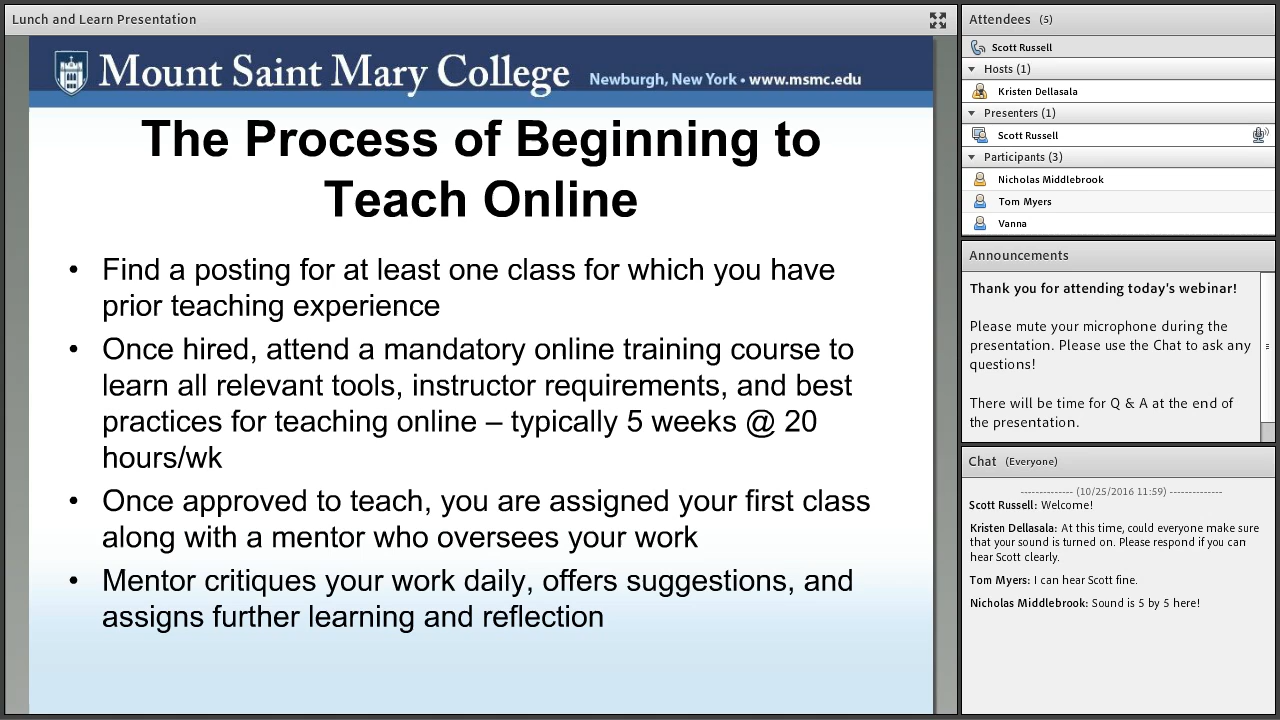 Lunch and Learn Presentation
Mount Saint Mary College Newburgh, New York • www.msmc.edu
The Process of Beginning to
Teach Online
• Find a posting for at least one class for which you have
prior teaching experience
• Once hired, attend a mandatory online training course to
learn all relevant tools, instructor requirements, and best
practices for teaching online – typically 5 weeks @ 20
hours/wk
• Once approved to teach, you are assigned your first class
along with a mentor who oversees your work
• Mentor critiques your work daily, offers suggestions, and
assigns further learning and reflection
Attendees (5)
Scott Russell
Hosts (1)
Kristen Dellasala
Presenters (1)
Scott Russell
Participants (3)
Nicholas Middlebrook
Tom Myers
Vanna
Announcements
Thank you for attending today's webinar!
Please mute your microphone during the
presentation. Please use the Chat to ask any
questions!
There will be time for Q & A at the end of
the presentation.
Chat (Everyone)
-------------- (10/25/2016 11:59) --------------
Scott Russell: Welcome!
Kristen Dellasala: At this time, could everyone make sure
that your sound is turned on. Please respond if you can
hear Scott clearly.
Tom Myers: I can hear Scott fine.
Nicholas Middlebrook: Sound is 5 by 5 here!